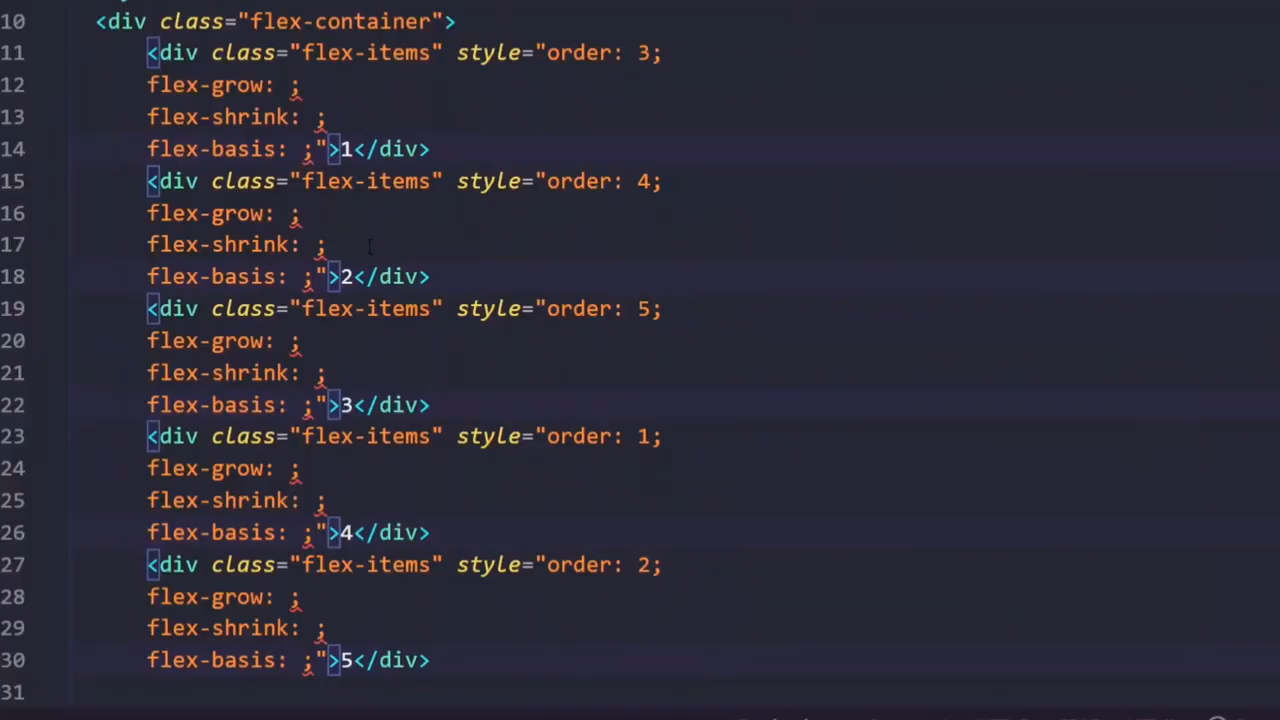 10 <div class="flex-container">
11 <div class="flex-items" style="order: 3;
12 flex-grow: ;
13 flex-shrink: ;
14 flex-basis: ;">1</div>
15 <div class="flex-items" style="order: 4;
16 flex-grow: ;
17 flex-shrink: ;
18 flex-basis: ;">2</div>
19 <div class="flex-items" style="order: 5;
20 flex-grow: ;
21 flex-shrink: ;
22 flex-basis: ;">3</div>
23 <div class="flex-items" style="order: 1;
24 flex-grow: ;
25 flex-shrink: ;
26 flex-basis: ;">4</div>
27 <div class="flex-items" style="order: 2;
28 flex-grow: ;
29 flex-shrink: ;
30 flex-basis: ;">5</div>
31